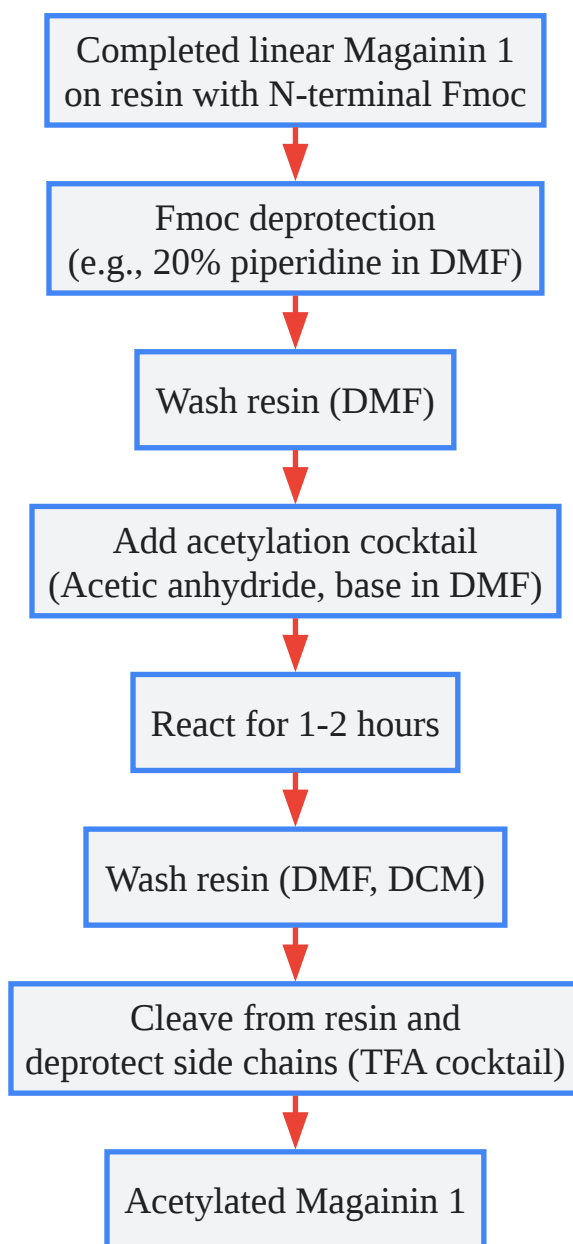 Completed linear Magainin 1
on resin with N-terminal Fmoc
Fmoc deprotection
(e.g., 20% piperidine in DMF)
Wash resin (DMF)
Add acetylation cocktail
(Acetic anhydride, base in DMF)
React for 1-2 hours
Wash resin (DMF, DCM)
Cleave from resin and
deprotect side chains (TFA cocktail)
Acetylated Magainin 1